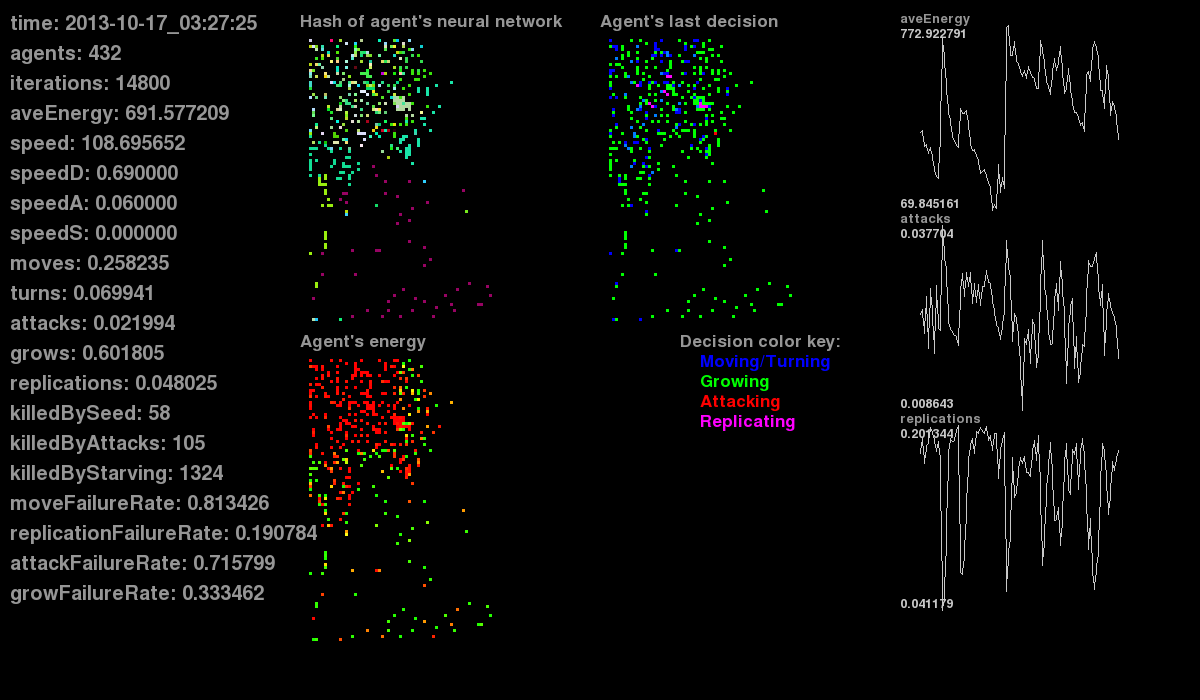 time: 2013-10-17_03:27:25
agents: 432
iterations: 14800
aveEnergy: 691.577209
speed: 108.695652
speedD: 0.690000
speedA: 0.060000
speedS: 0.000000
moves: 0.258235
turns: 0.069941
attacks: 0.021994
grows: 0.601805
replications: 0.048025
killedBySeed: 58
killedByAttacks: 105
killedByStarving: 1324
moveFailureRate: 0.813426
replicationFailureRate: 0.190784
attackFailureRate: 0.715799
growFailureRate: 0.333462
Hash of agent's neural network
Agent's last decision
Agent's energy
Decision color key:
Moving/Turning
Growing
Attacking
Replicating
aveEnergy
772.922791
69.845161
attacks
0.037704
0.008643
replications
0.201344
0.041179